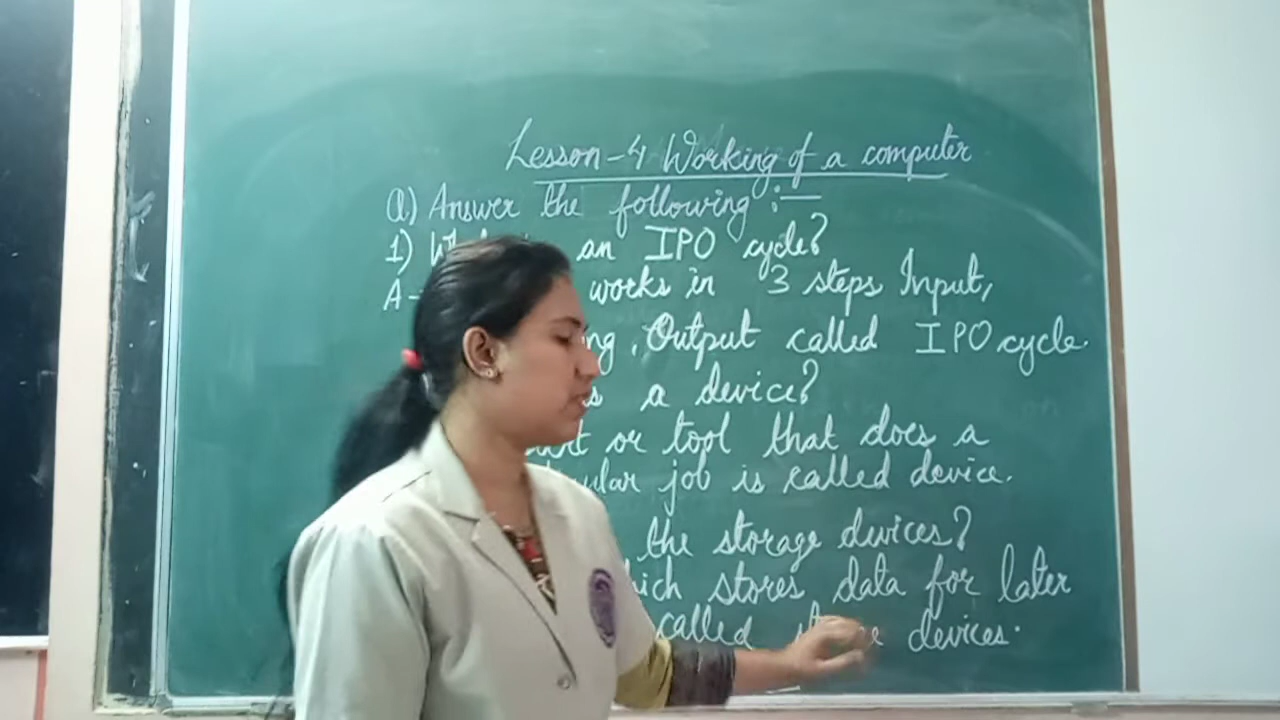 Lesson-4 Working of a computer
Q) Answer the following :—
1) an IPO cycle?
A- works in 3 steps Input,
, Output called IPO cycle.
a device?
or tool that does a
job is called device.
the storage devices?
stores data for later
called devices.